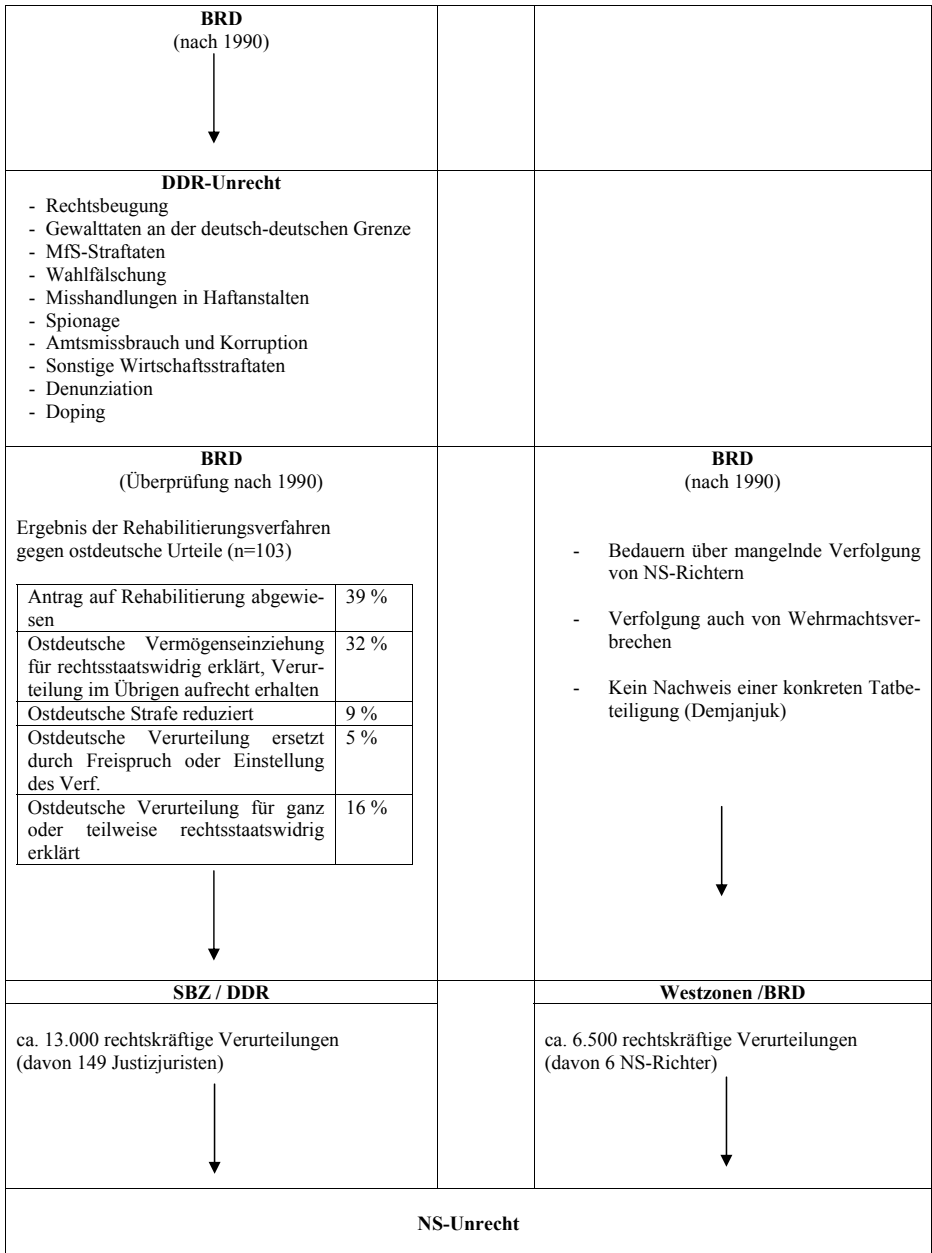 BRD
(nach 1990)
DDR-Unrecht
- Rechtsbeugung
- Gewalttaten an der deutsch-deutschen Grenze
- MfS-Straftaten
- Wahlfälschung
- Misshandlungen in Haftanstalten
- Spionage
- Amtsmissbrauch und Korruption
- Sonstige Wirtschaftsstraftaten
- Denunziation
- Doping
BRD
(Überprüfung nach 1990)
Ergebnis der Rehabilitierungsverfahren
gegen ostdeutsche Urteile (n=103)
Antrag auf Rehabilitierung abgewie- 39 %
sen
Ostdeutsche Vermögenseinziehung 32 %
für rechtsstaatswidrig erklärt, Verur-
teilung im Übrigen aufrecht erhalten
Ostdeutsche Strafe reduziert 9 %
Ostdeutsche Verurteilung ersetzt 5 %
durch Freispruch oder Einstellung
des Verf.
Ostdeutsche Verurteilung für ganz 16 %
oder teilweise rechtsstaatswidrig
erklärt
BRD
(nach 1990)
- Bedauern über mangelnde Verfolgung
von NS-Richtern
- Verfolgung auch von Wehrmachtsver-
brechen
- Kein Nachweis einer konkreten Tatbe-
teiligung (Demjanjuk)
SBZ / DDR
ca. 13.000 rechtskräftige Verurteilungen
(davon 149 Justizjuristen)
Westzonen /BRD
ca. 6.500 rechtskräftige Verurteilungen
(davon 6 NS-Richter)
NS-Unrecht